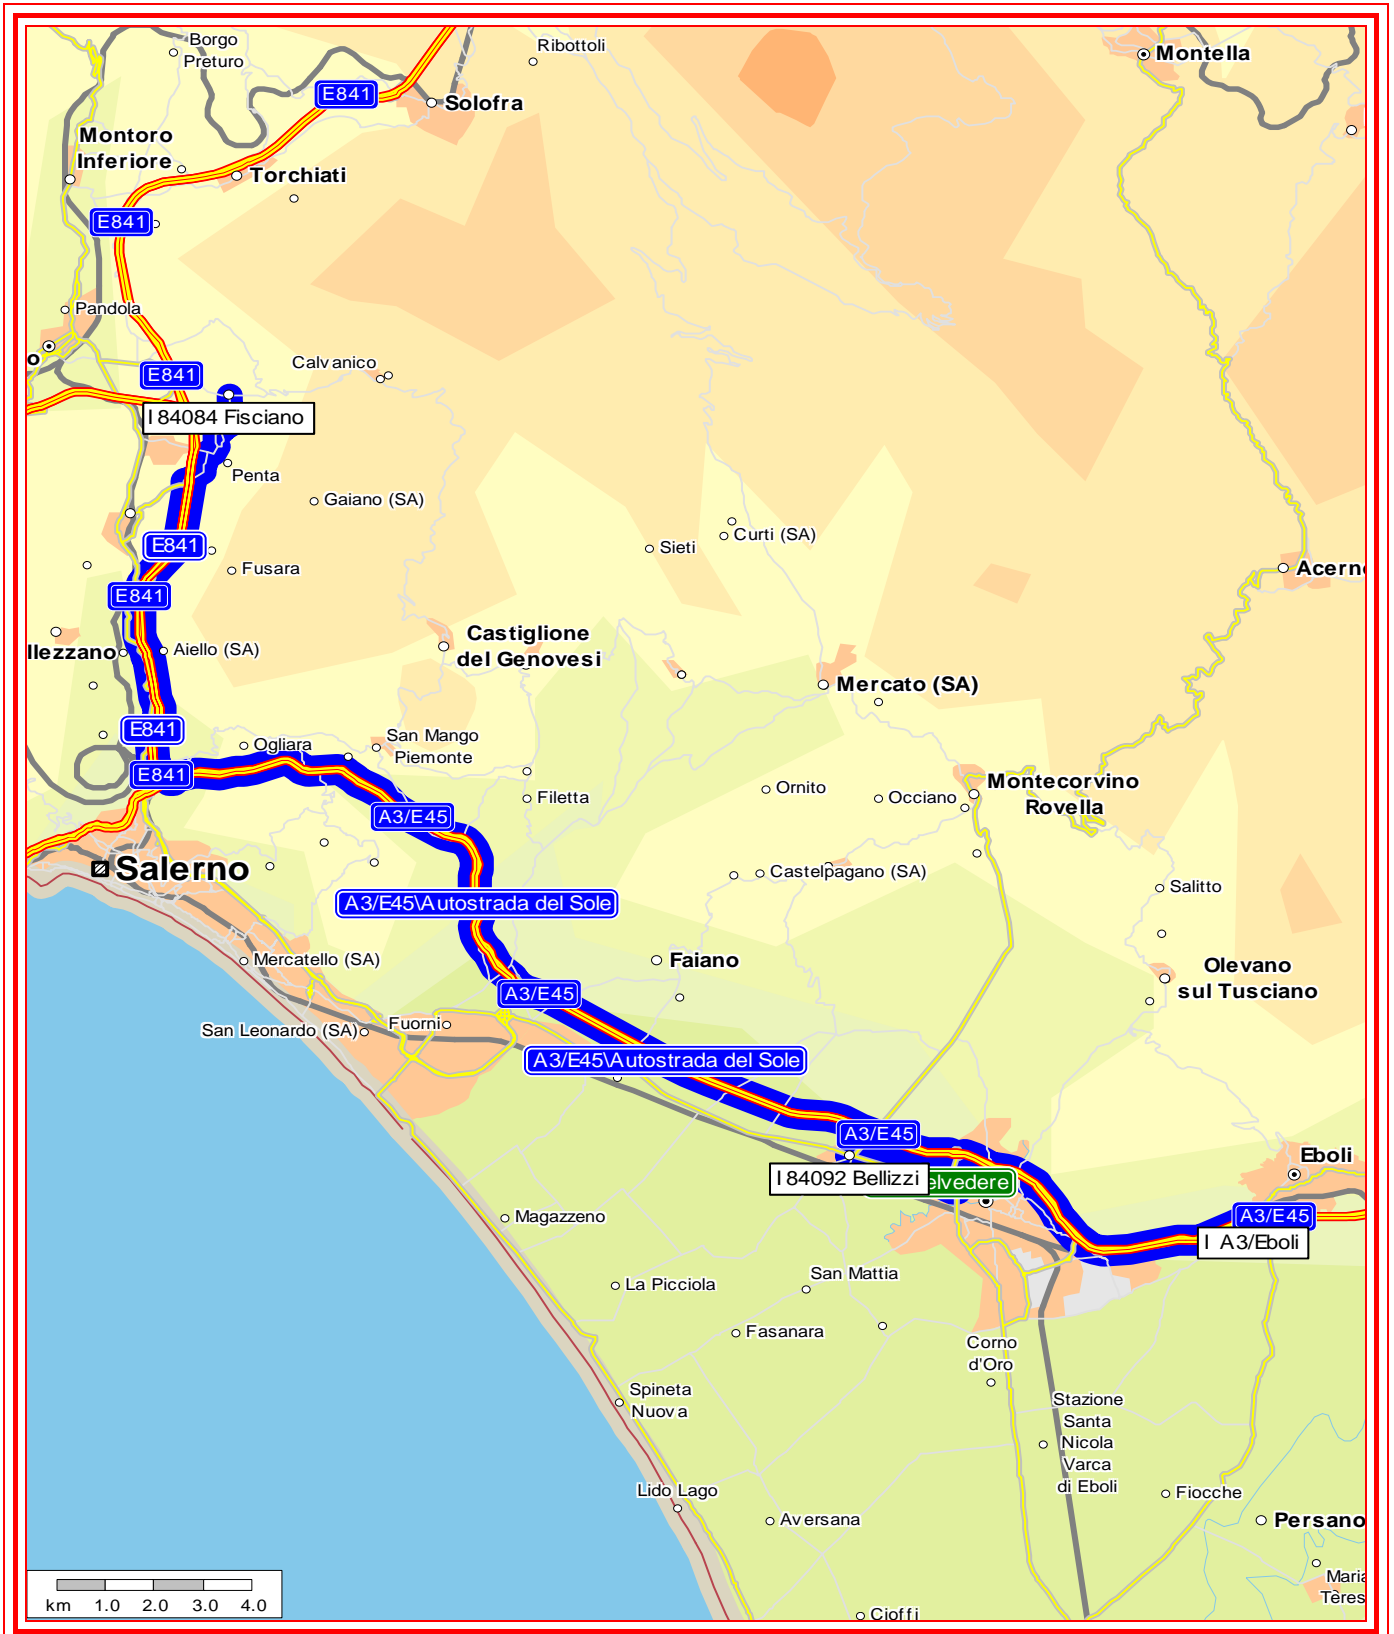 Borgo
Preturo
Ribottoli
Montella
E841
Solofra
Montoro
Inferiore
Torchiati
E841
Pandola
o
Calvanico
E841
I 84084 Fisciano
Penta
Gaiano (SA)
Curti (SA)
Sieti
E841
Fusara
Acerno
E841
Castiglione
del Genovesi
llezzano
Aiello (SA)
Mercato (SA)
E841
Ogliara
San Mango
Piemonte
E841
Montecorvino
Rovella
Ornito
Occiano
Filetta
A3/E45
Salerno
Castelpagano (SA)
Salitto
A3/E45\Autostrada del Sole
Mercatello (SA)
Faiano
Olevano
sul Tusciano
A3/E45
San Leonardo (SA)
Fuorni
A3/E45\Autostrada del Sole
A3/E45
Eboli
I 84092 Bellizzi
elvedere
Magazzeno
A3/E45
I A3/Eboli
La Picciola
San Mattia
Fasanara
Corno
d'Oro
Spineta
Nuova
Stazione
Santa
Nicola
Varca
di Eboli
Lido Lago
Fiocche
Aversana
Persano
Maria
Teres
km 1.0 2.0 3.0 4.0
Cioffi